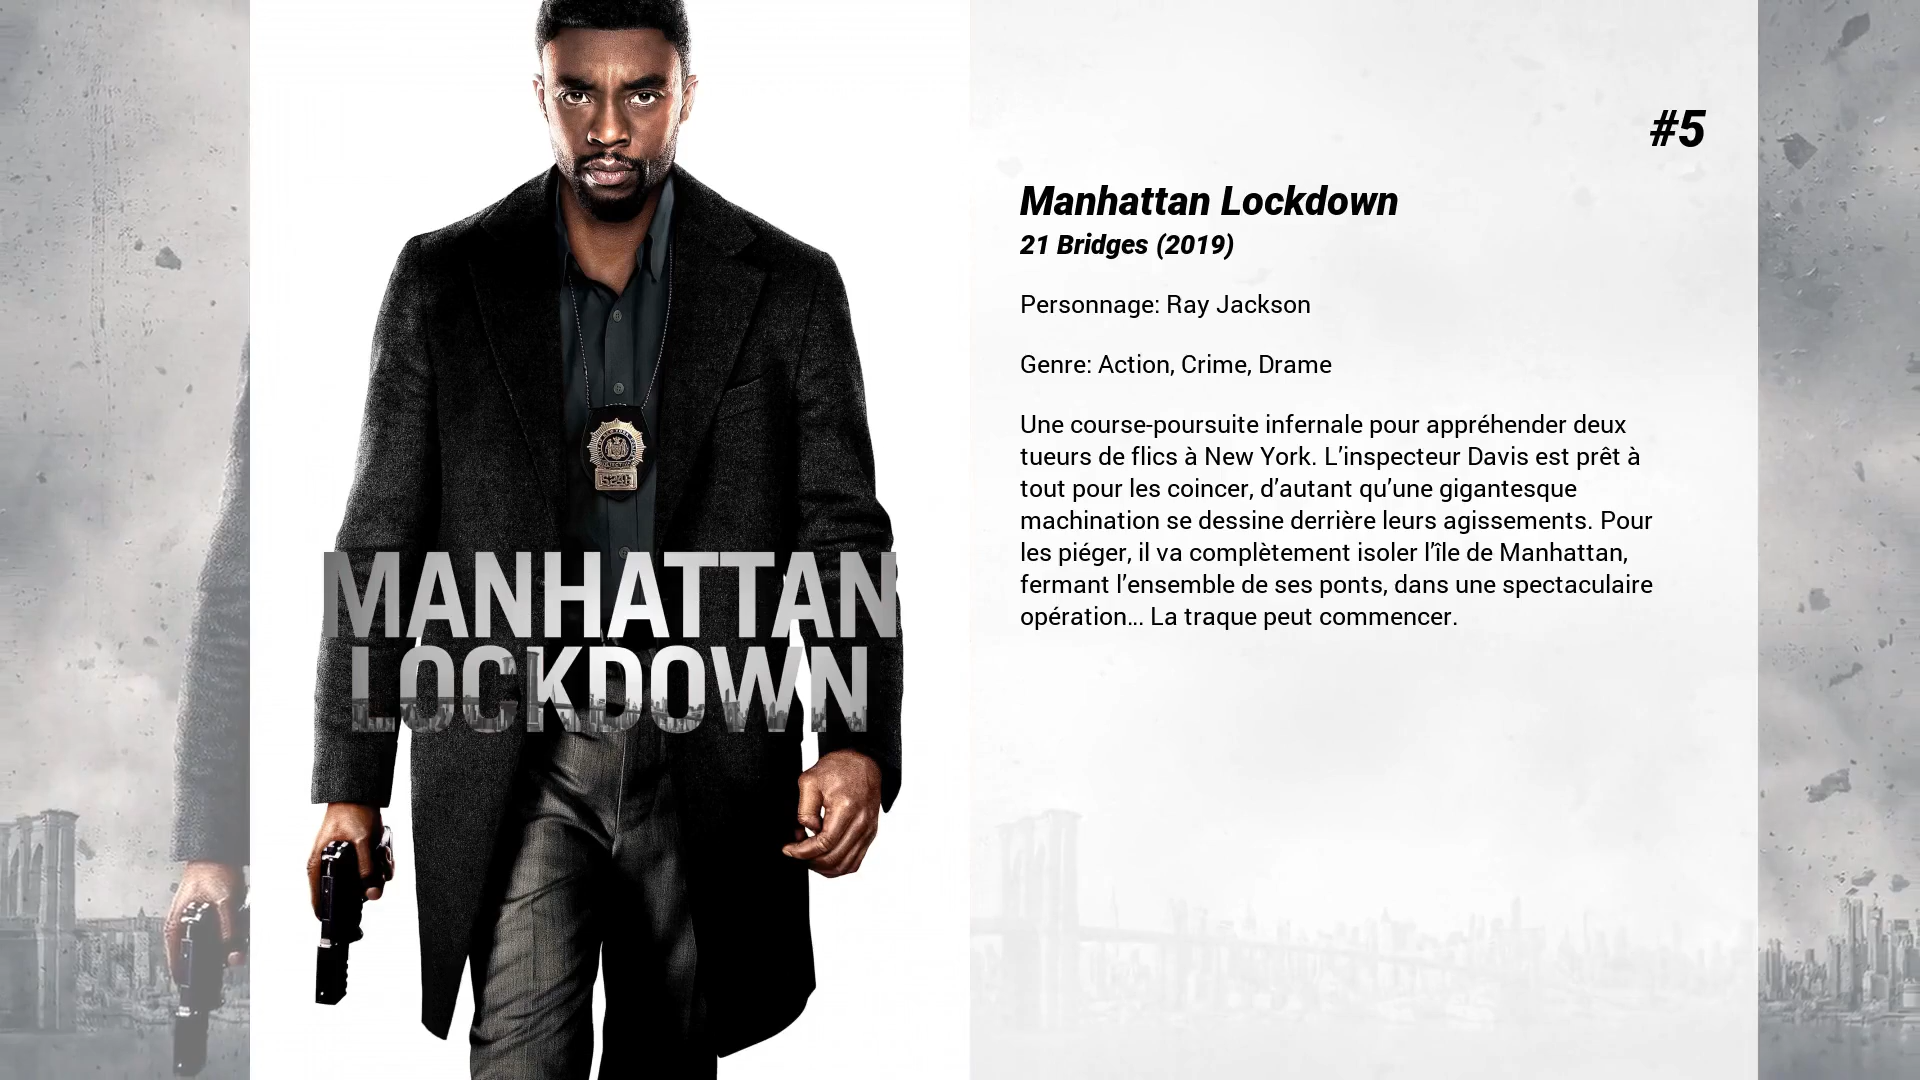 MANHATTAN
LOCKDOWN
#5
Manhattan Lockdown
21 Bridges (2019)
Personnage: Ray Jackson
Genre: Action, Crime, Drame
Une course-poursuite infernale pour appréhender deux
tueurs de flics à New York. L’inspecteur Davis est prêt à
tout pour les coincer, d’autant qu’une gigantesque
machination se dessine derrière leurs agissements. Pour
les piéger, il va complètement isoler l’île de Manhattan,
fermant l’ensemble de ses ponts, dans une spectaculaire
opération... La traque peut commencer.